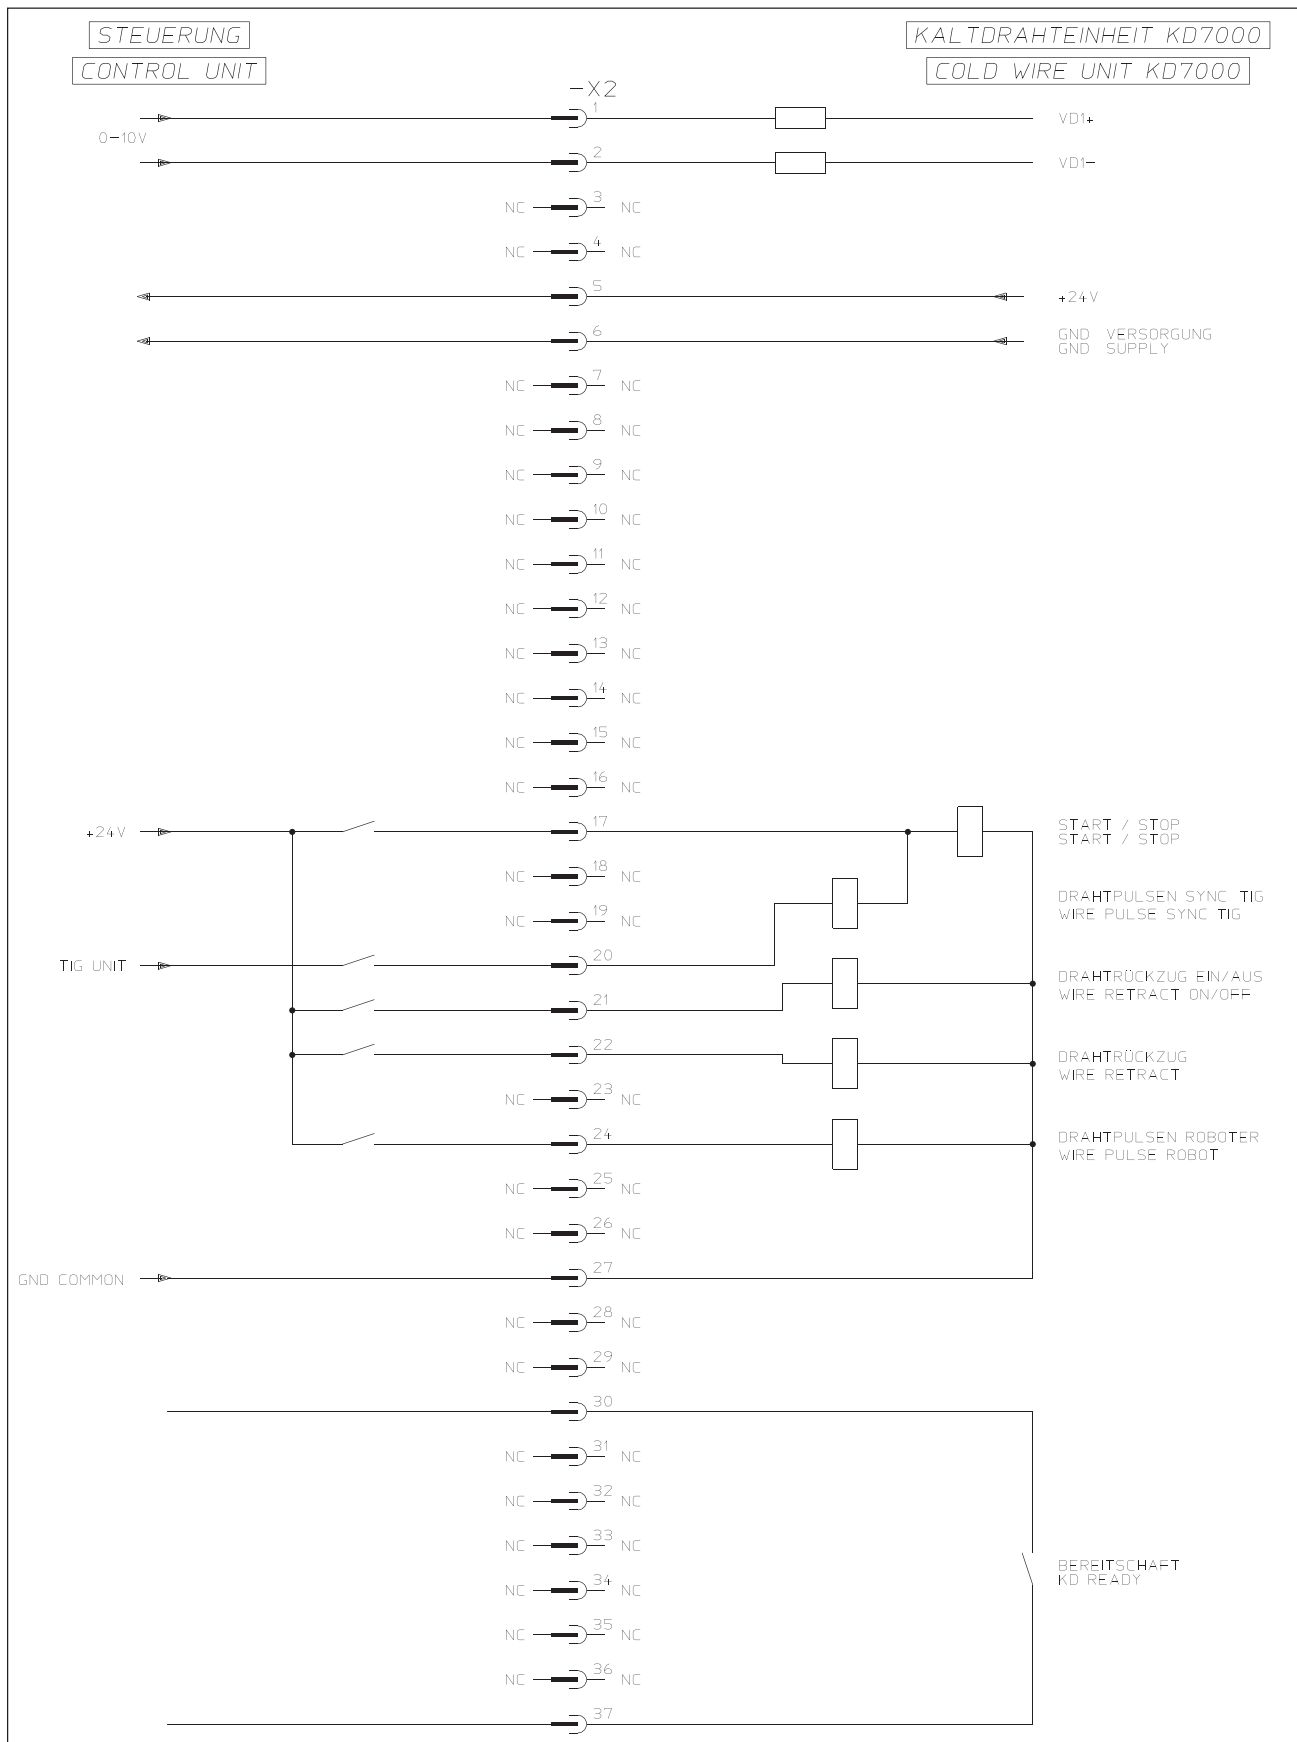 STEUERUNG
KALTDRAHTEINHEIT KD7000
CONTROL UNIT
COLD WIRE UNIT KD7000
-X2
1
VD1+
0-10V
2
VD1-
NC 3 NC
NC 4 NC
5
+24V
6
GND VERSORGUNG
GND SUPPLY
NC 7 NC
NC 8 NC
NC 9 NC
NC 10 NC
NC 11 NC
NC 12 NC
NC 13 NC
NC 14 NC
NC 15 NC
NC 16 NC
+24V
17
START / STOP
START / STOP
NC 18 NC
DRAHTPULSEN SYNC TIG
WIRE PULSE SYNC TIG
NC 19 NC
TIG UNIT
20
DRAHTRÜCKZUG EIN/AUS
WIRE RETRACT ON/OFF
21
22
DRAHTRÜCKZUG
WIRE RETRACT
NC 23 NC
24
DRAHTPULSEN ROBOTER
WIRE PULSE ROBOT
NC 25 NC
NC 26 NC
GND COMMON
27
NC 28 NC
NC 29 NC
30
NC 31 NC
NC 32 NC
NC 33 NC
BEREITSCHAFT
KD READY
NC 34 NC
NC 35 NC
NC 36 NC
37